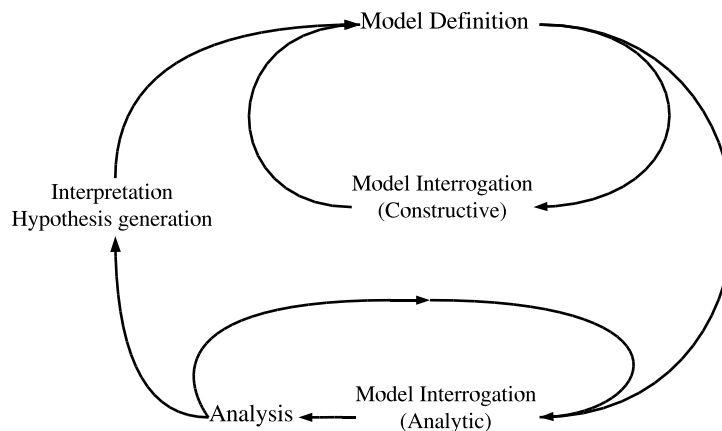 Model Definition
Model Interrogation
(Constructive)
Interpretation
Hypothesis generation
Model Interrogation
(Analytic)
Analysis